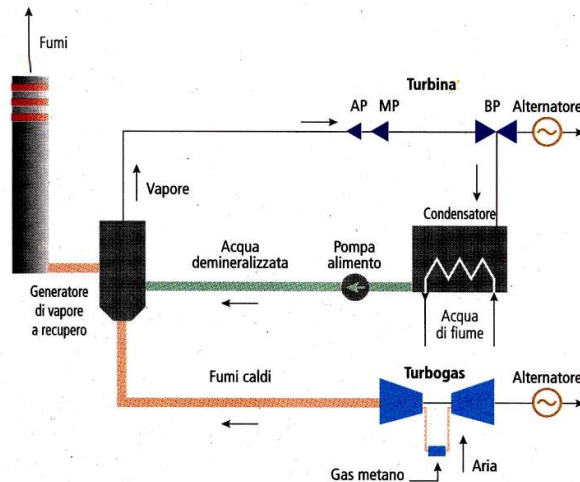 Fumi
Turbina
AP
MP
BP
Alternatore
Vapore
Condensatore
Acqua
demineralizzata
Pompa
alimento
Generatore
di vapore
a recupero
Acqua
di fiume
Fumi caldi
Turbogas
Alternatore
Gas metano
Aria